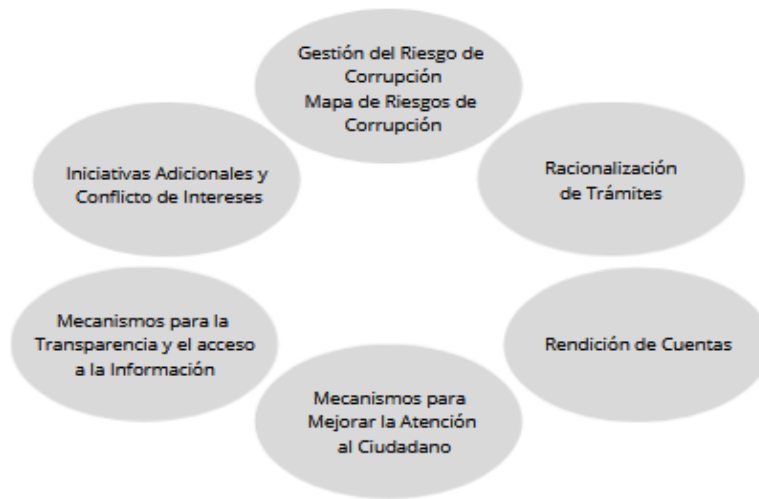 Gestión del Riesgo de
Corrupción
Mapa de Riesgos de
Corrupción
Racionalización
de Trámites
Rendición de Cuentas
Mecanismos para
Mejorar la Atención
al Ciudadano
Mecanismos para la
Transparencia y el acceso
a la Información
Iniciativas Adicionales y
Conflicto de Intereses